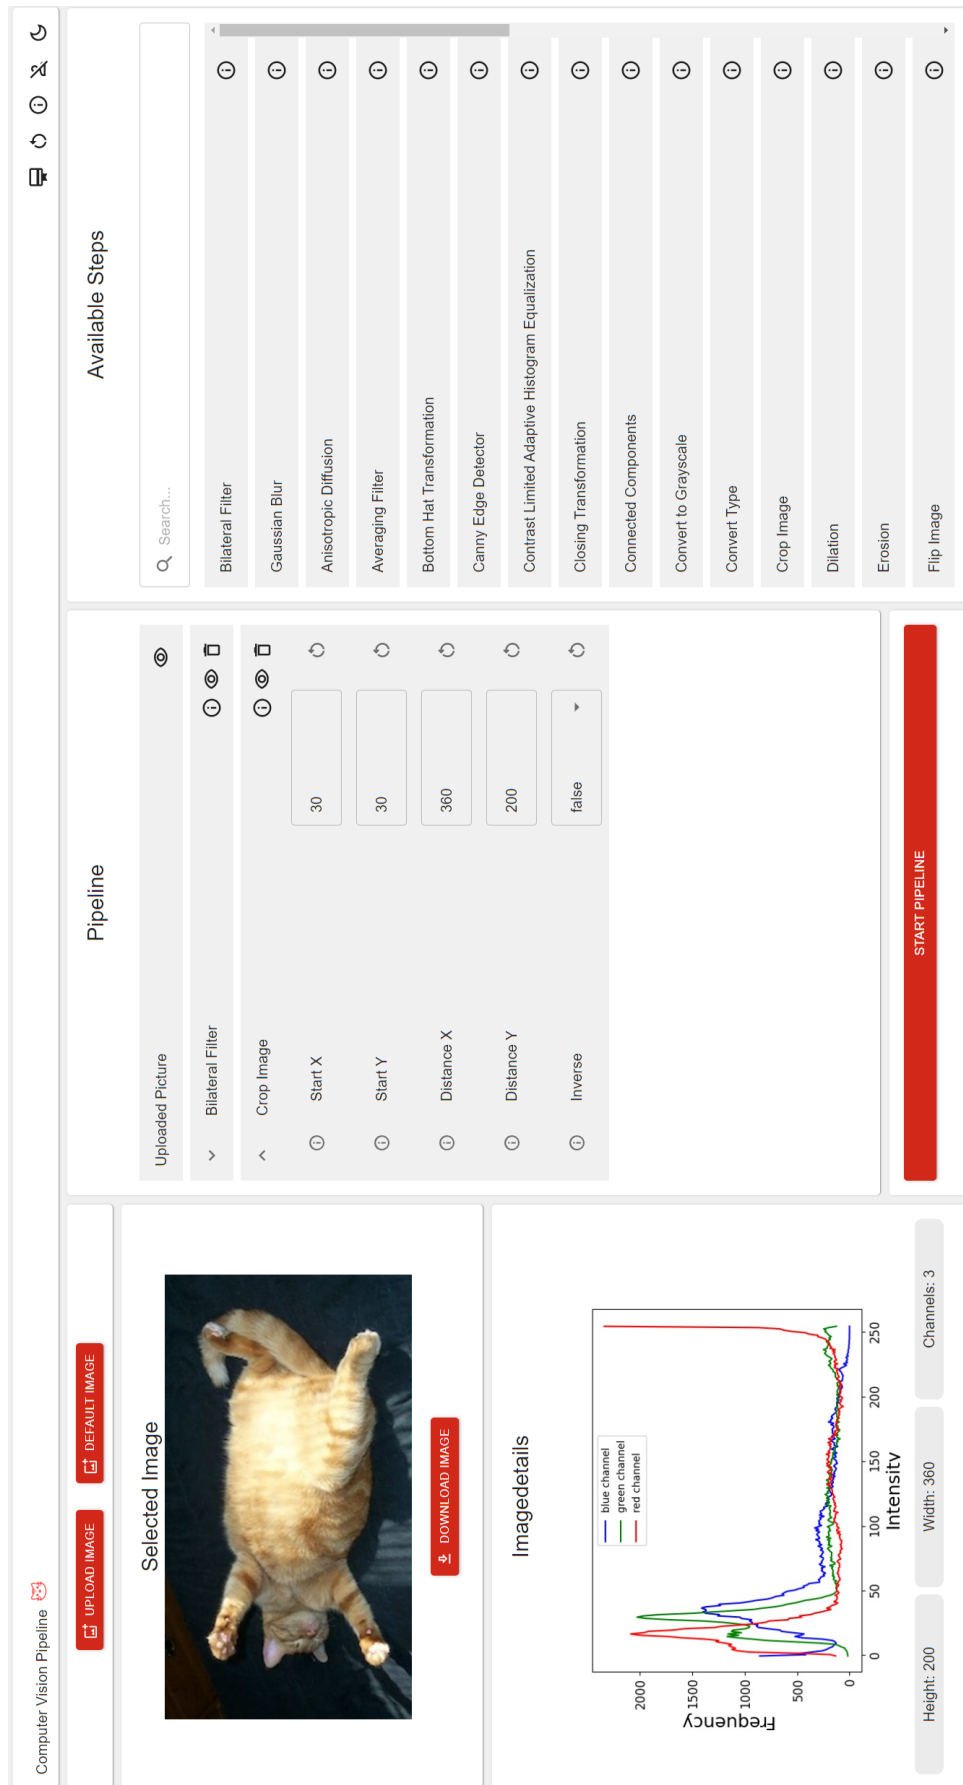 Computer Vision Pipeline
UPLOAD IMAGE
DEFAULT IMAGE
Selected Image
DOWNLOAD IMAGE
Imagedetails
blue channel
green channel
red channel
2000
1500
1000
500
0
Frequency
0
50
100
150
200
250
Intensity
Height: 200
Width: 360
Channels: 3
Pipeline
Uploaded Picture
Bilateral Filter
Crop Image
Start X
30
Start Y
30
Distance X
360
Distance Y
200
Inverse
false
START PIPELINE
Available Steps
Search...
Bilateral Filter
Gaussian Blur
Anisotropic Diffusion
Averaging Filter
Bottom Hat Transformation
Canny Edge Detector
Contrast Limited Adaptive Histogram Equalization
Closing Transformation
Connected Components
Convert to Grayscale
Convert Type
Crop Image
Dilation
Erosion
Flip Image